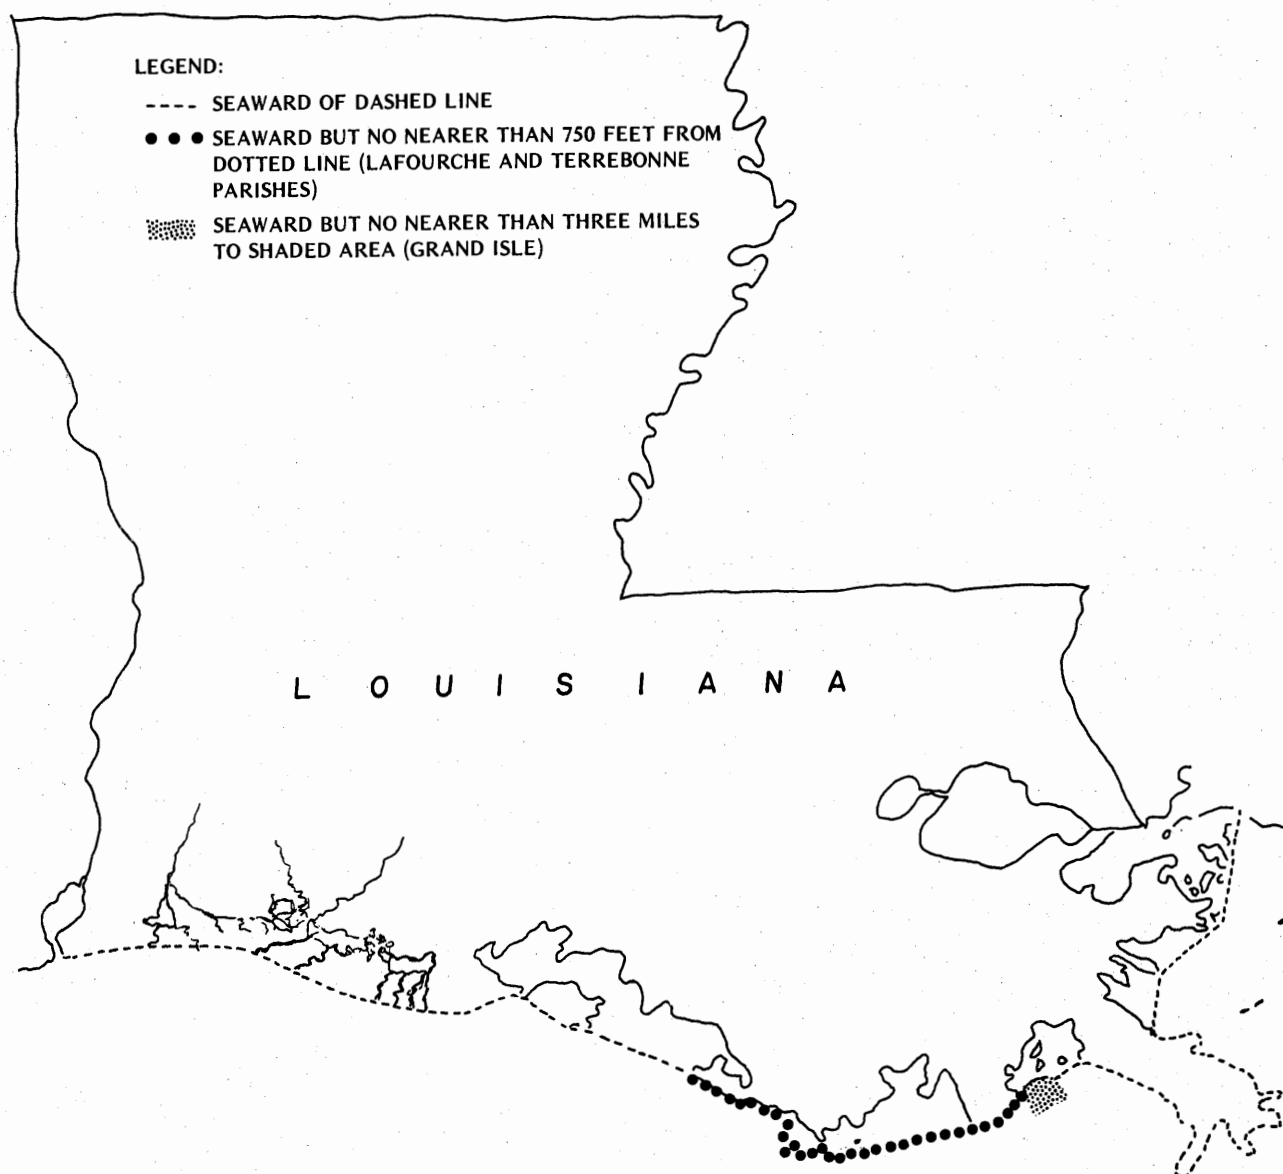 LEGEND:
---- SEAWARD OF DASHED LINE
● ● ● SEAWARD BUT NO NEARER THAN 750 FEET FROM
DOTTED LINE (LAFOURCHE AND TERREBONNE
PARISHES)
SEAWARD BUT NO NEARER THAN THREE MILES
TO SHADED AREA (GRAND ISLE)
L O U I S I A N A